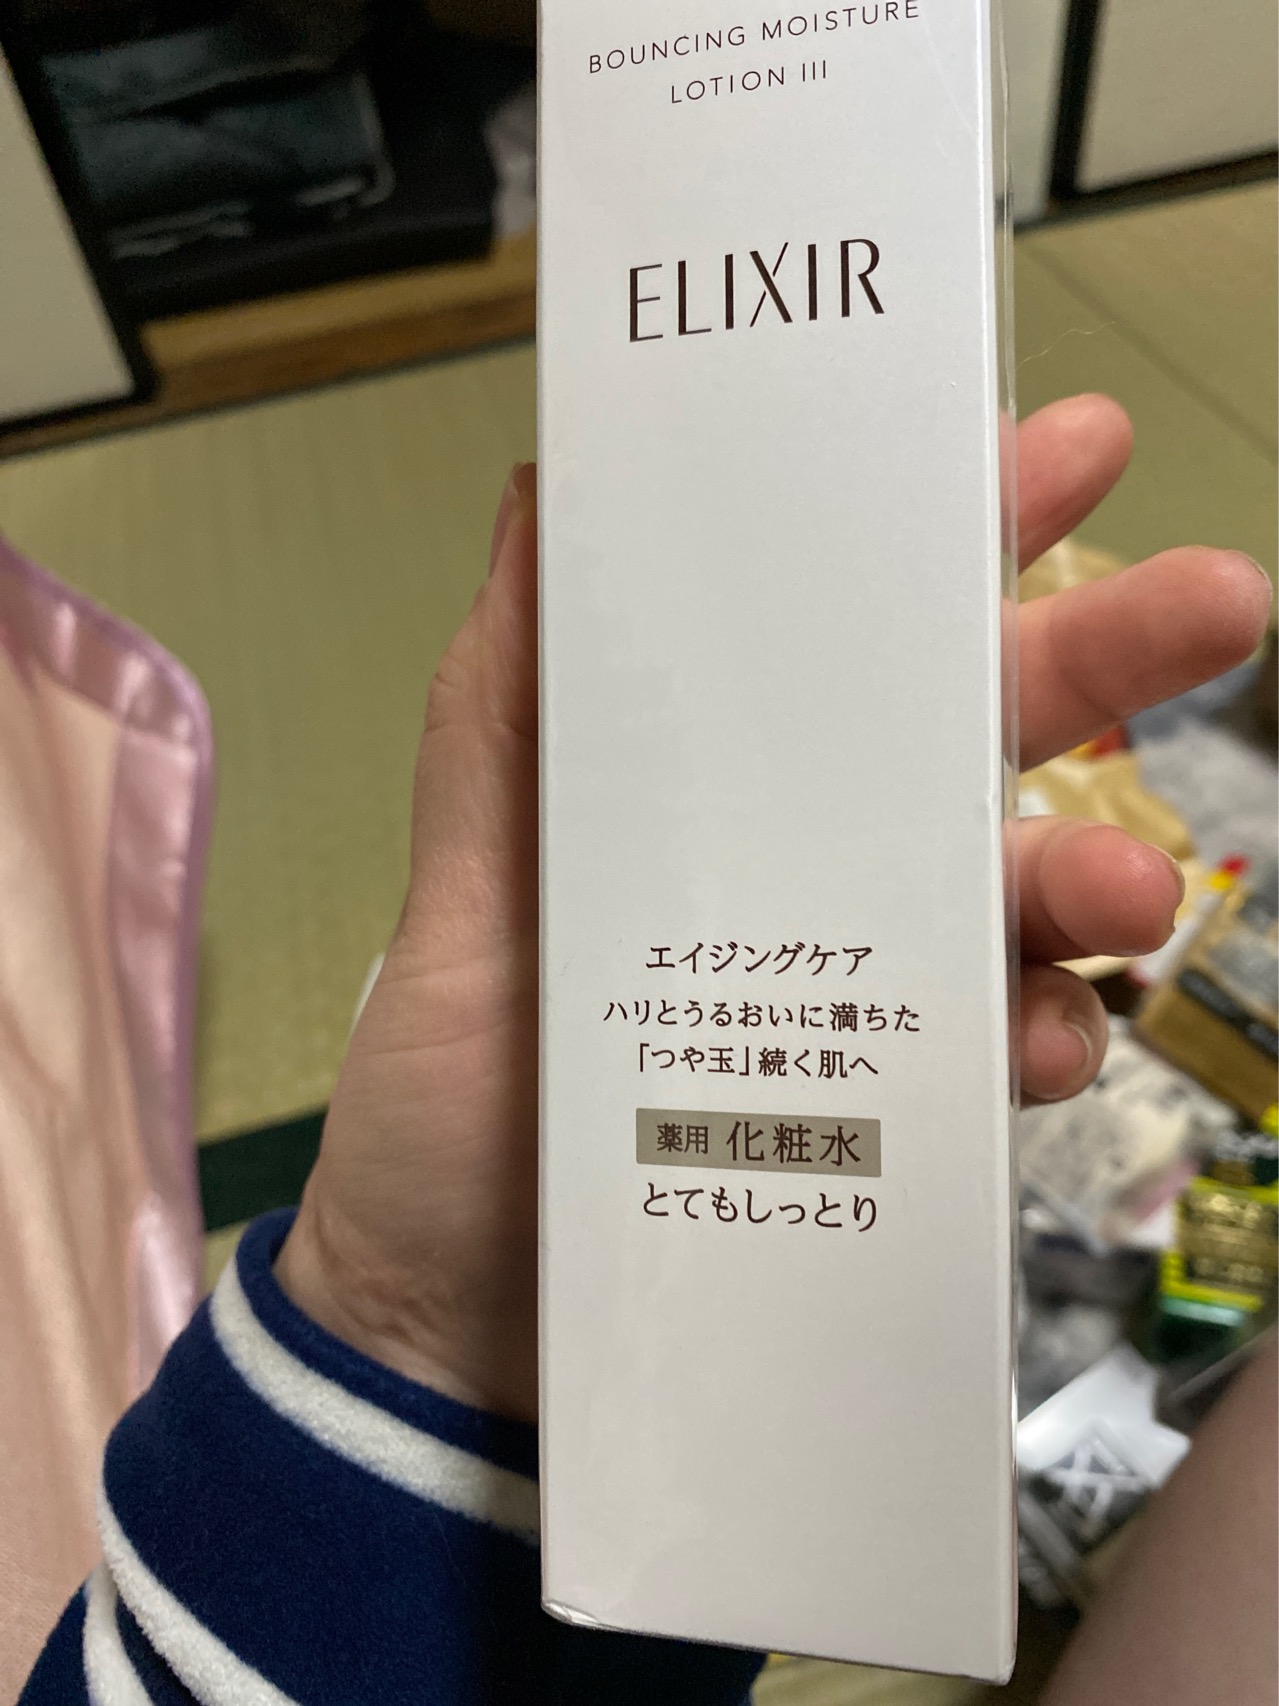 BOUNCING MOISTURE
LOTION III
ELIXIR
エイジングケア
ハリとうるおいに満ちた
「つや玉」続く肌へ
薬用 化粧水
とてもしっとり